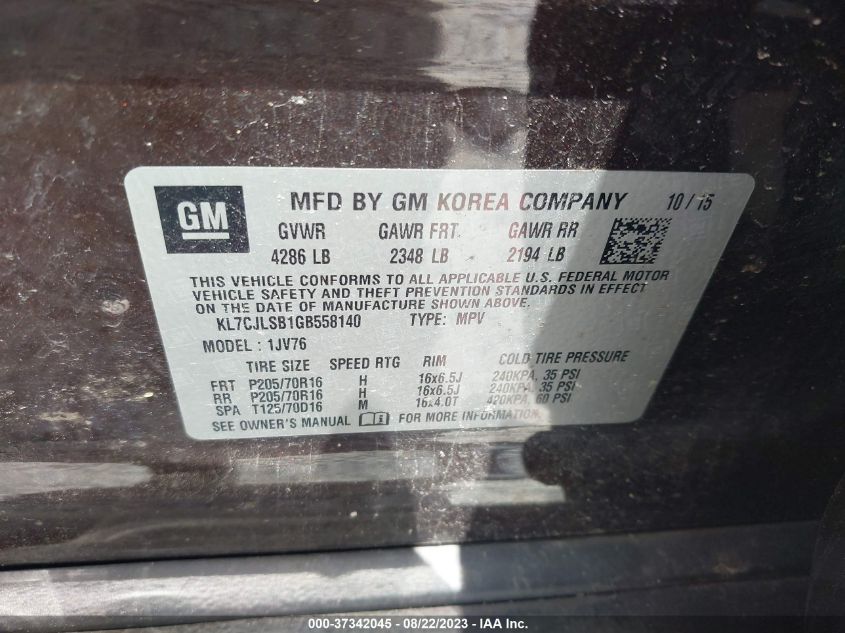 GM
MFD BY GM KOREA COMPANY 10 / 15
GVWR GAWR FRT. GAWR RR
4286 LB 2348 LB 2194 LB
THIS VEHICLE CONFORMS TO ALL APPLICABLE U.S. FEDERAL MOTOR
VEHICLE SAFETY AND THEFT PREVENTION STANDARDS IN EFFECT
ON THE DATE OF MANUFACTURE SHOWN ABOVE.
KL7CJLSB1GB558140 TYPE: MPV
MODEL : 1JV76
TIRE SIZE SPEED RTG RIM COLD TIRE PRESSURE
FRT P205/70R16 H 16x6.5J 240KPA, 35 PSI
RR P205/70R16 H 16x6.5J 240KPA, 35 PSI
SPA T125/70D16 M 16x4.0T 420KPA, 60 PSI
SEE OWNER'S MANUAL i FOR MORE INFORMATION.
000-37342045 - 08/22/2023 - IAA Inc.